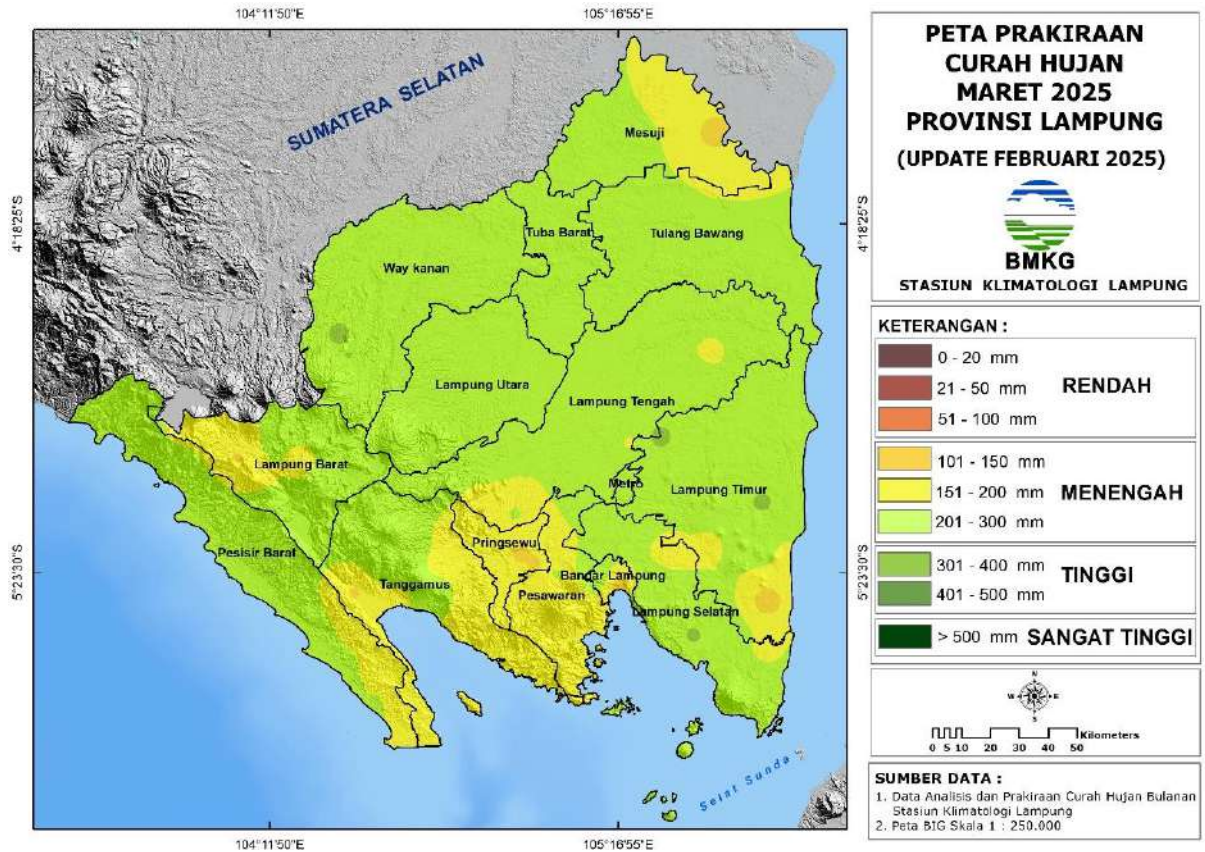 104°11'50"E
105°16'55"E
4°18'25"S
5°23'30"S
SUMATERA SELATAN
Mesuji
Tuba Barat
Tulang Bawang
Way kanan
Lampung Utara
Lampung Tengah
Lampung Barat
Metro
Lampung Timur
Pesisir Barat
Pringsewu
Tanggamus
Bandar Lampung
Pesawaran
Lampung Selatan
Selat Sunda
4°18'25"S
5°23'30"S
104°11'50"E
105°16'55"E
PETA PRAKIRAAN
CURAH HUJAN
MARET 2025
PROVINSI LAMPUNG
(UPDATE FEBRUARI 2025)
BMKG
STASIUN KLIMATOLOGI LAMPUNG
KETERANGAN :
0 - 20 mm
21 - 50 mm RENDAH
51 - 100 mm
101 - 150 mm
151 - 200 mm MENENGAH
201 - 300 mm
301 - 400 mm TINGGI
401 - 500 mm
> 500 mm SANGAT TINGGI
N
W E
S
0 5 10 20 30 40 50 Kilometers
SUMBER DATA :
1. Data Analisis dan Prakiraan Curah Hujan Bulanan
Stasiun Klimatologi Lampung
2. Peta BIG Skala 1 : 250.000